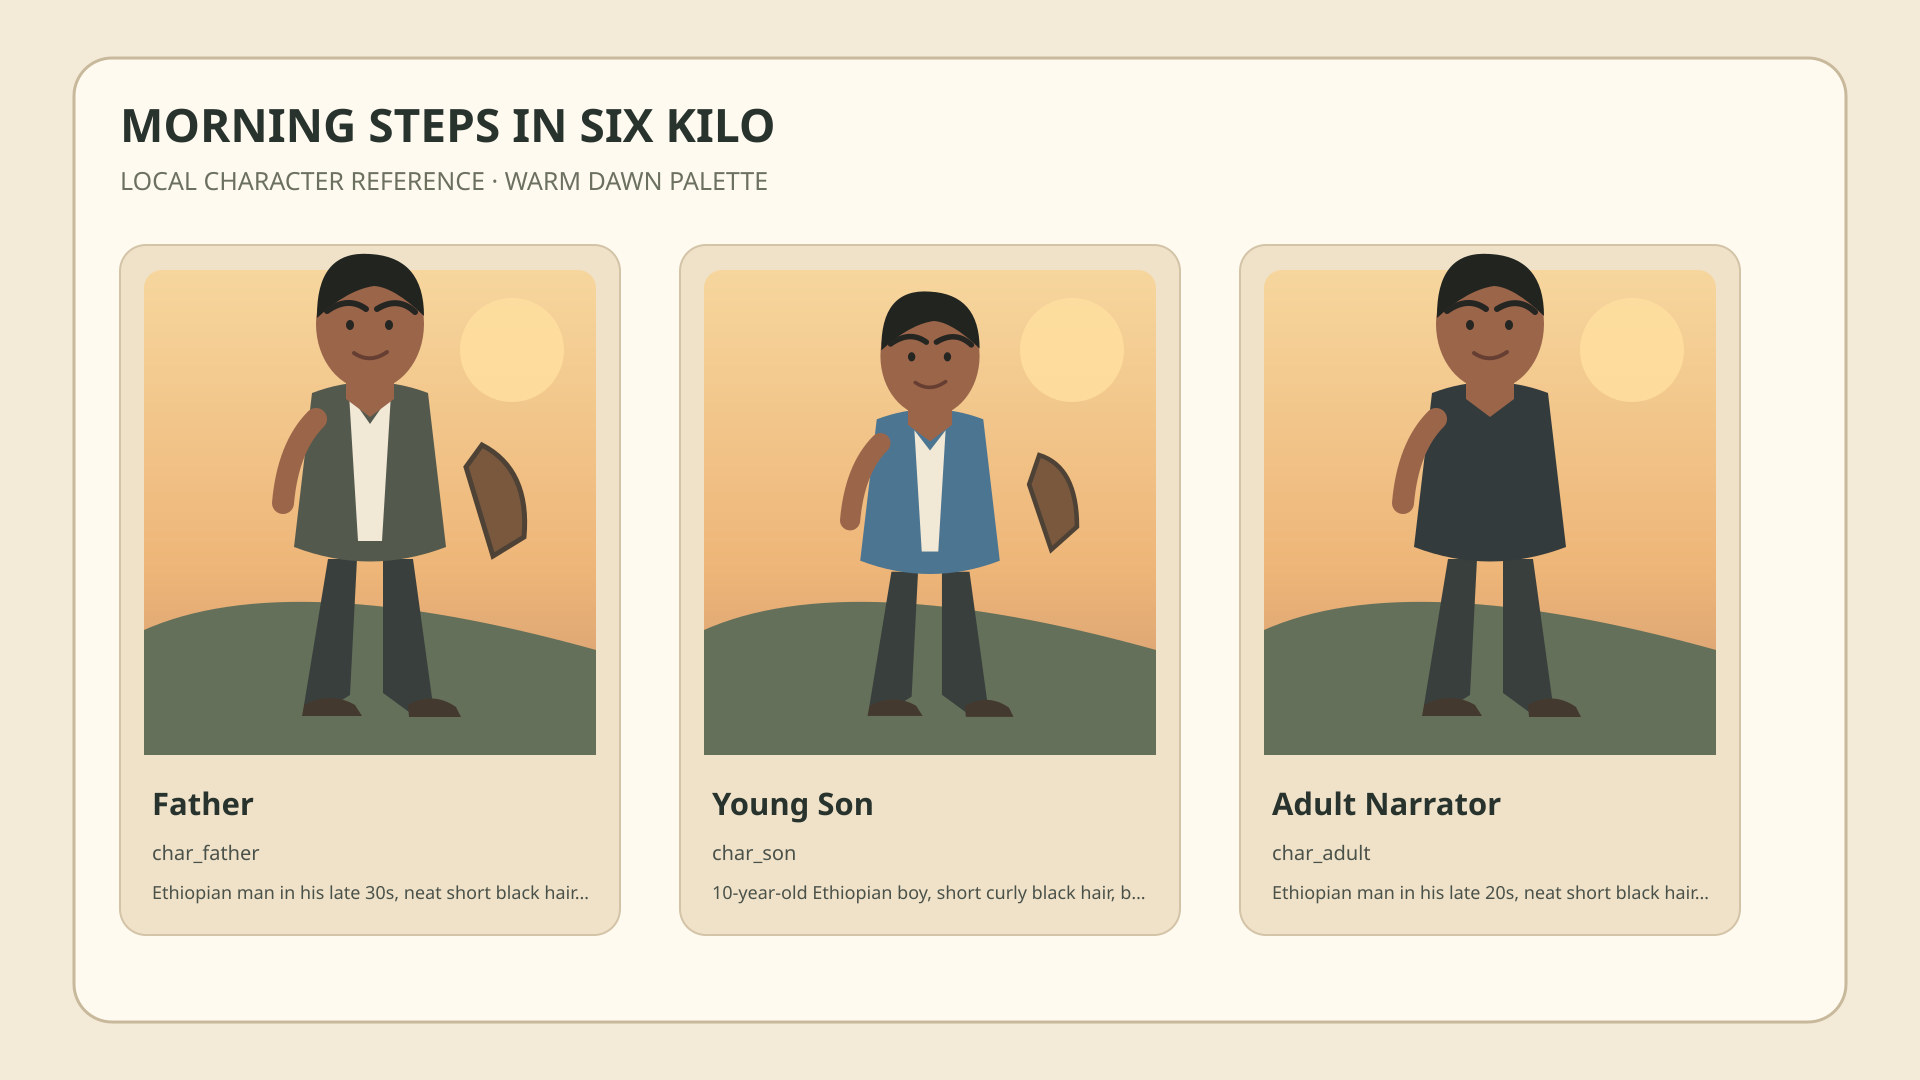 MORNING STEPS IN SIX KILO
LOCAL CHARACTER REFERENCE · WARM DAWN PALETTE
Father
char_father
Ethiopian man in his late 30s, neat short black hair...
Young Son
char_son
10-year-old Ethiopian boy, short curly black hair, b...
Adult Narrator
char_adult
Ethiopian man in his late 20s, neat short black hair...